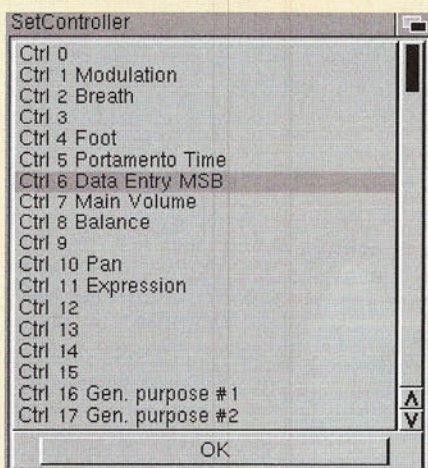 SetController
Ctrl 0
Ctrl 1 Modulation
Ctrl 2 Breath
Ctrl 3
Ctrl 4 Foot
Ctrl 5 Portamento Time
Ctrl 6 Data Entry MSB
Ctrl 7 Main Volume
Ctrl 8 Balance
Ctrl 9
Ctrl 10 Pan
Ctrl 11 Expression
Ctrl 12
Ctrl 13
Ctrl 14
Ctrl 15
Ctrl 16 Gen. purpose #1
Ctrl 17 Gen. purpose #2
OK